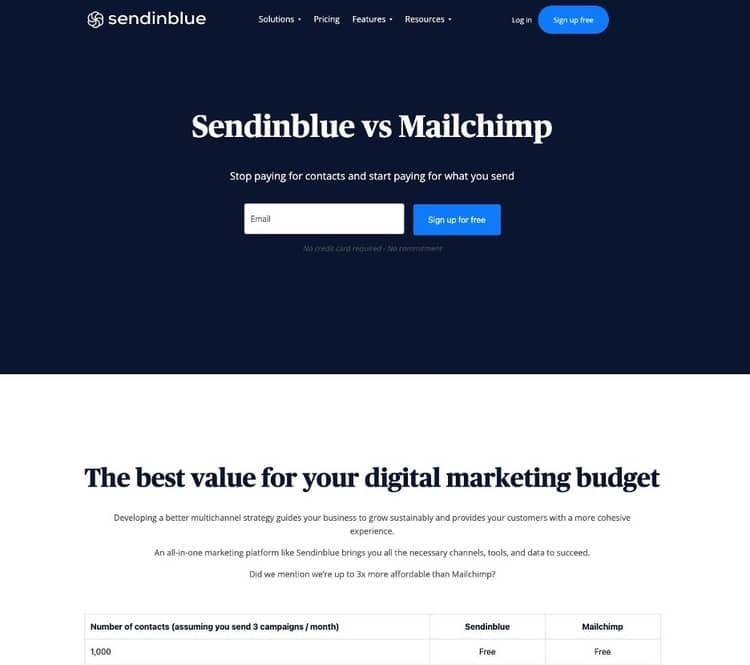 sendinblue
Solutions
Pricing
Features
Resources
Log in
Sign up free
Sendinblue vs Mailchimp
Stop paying for contacts and start paying for what you send
Email
Sign up for free
No credit card required - No commitment
The best value for your digital marketing budget
Developing a better multichannel strategy guides your business to grow sustainably and provides your customers with a more cohesive
experience.
An all-in-one marketing platform like Sendinblue brings you all the necessary channels, tools, and data to succeed.
Did we mention we're up to 3x more affordable than Mailchimp?
Number of contacts (assuming you send 3 campaigns / month) Sendinblue Mailchimp
1,000 Free Free